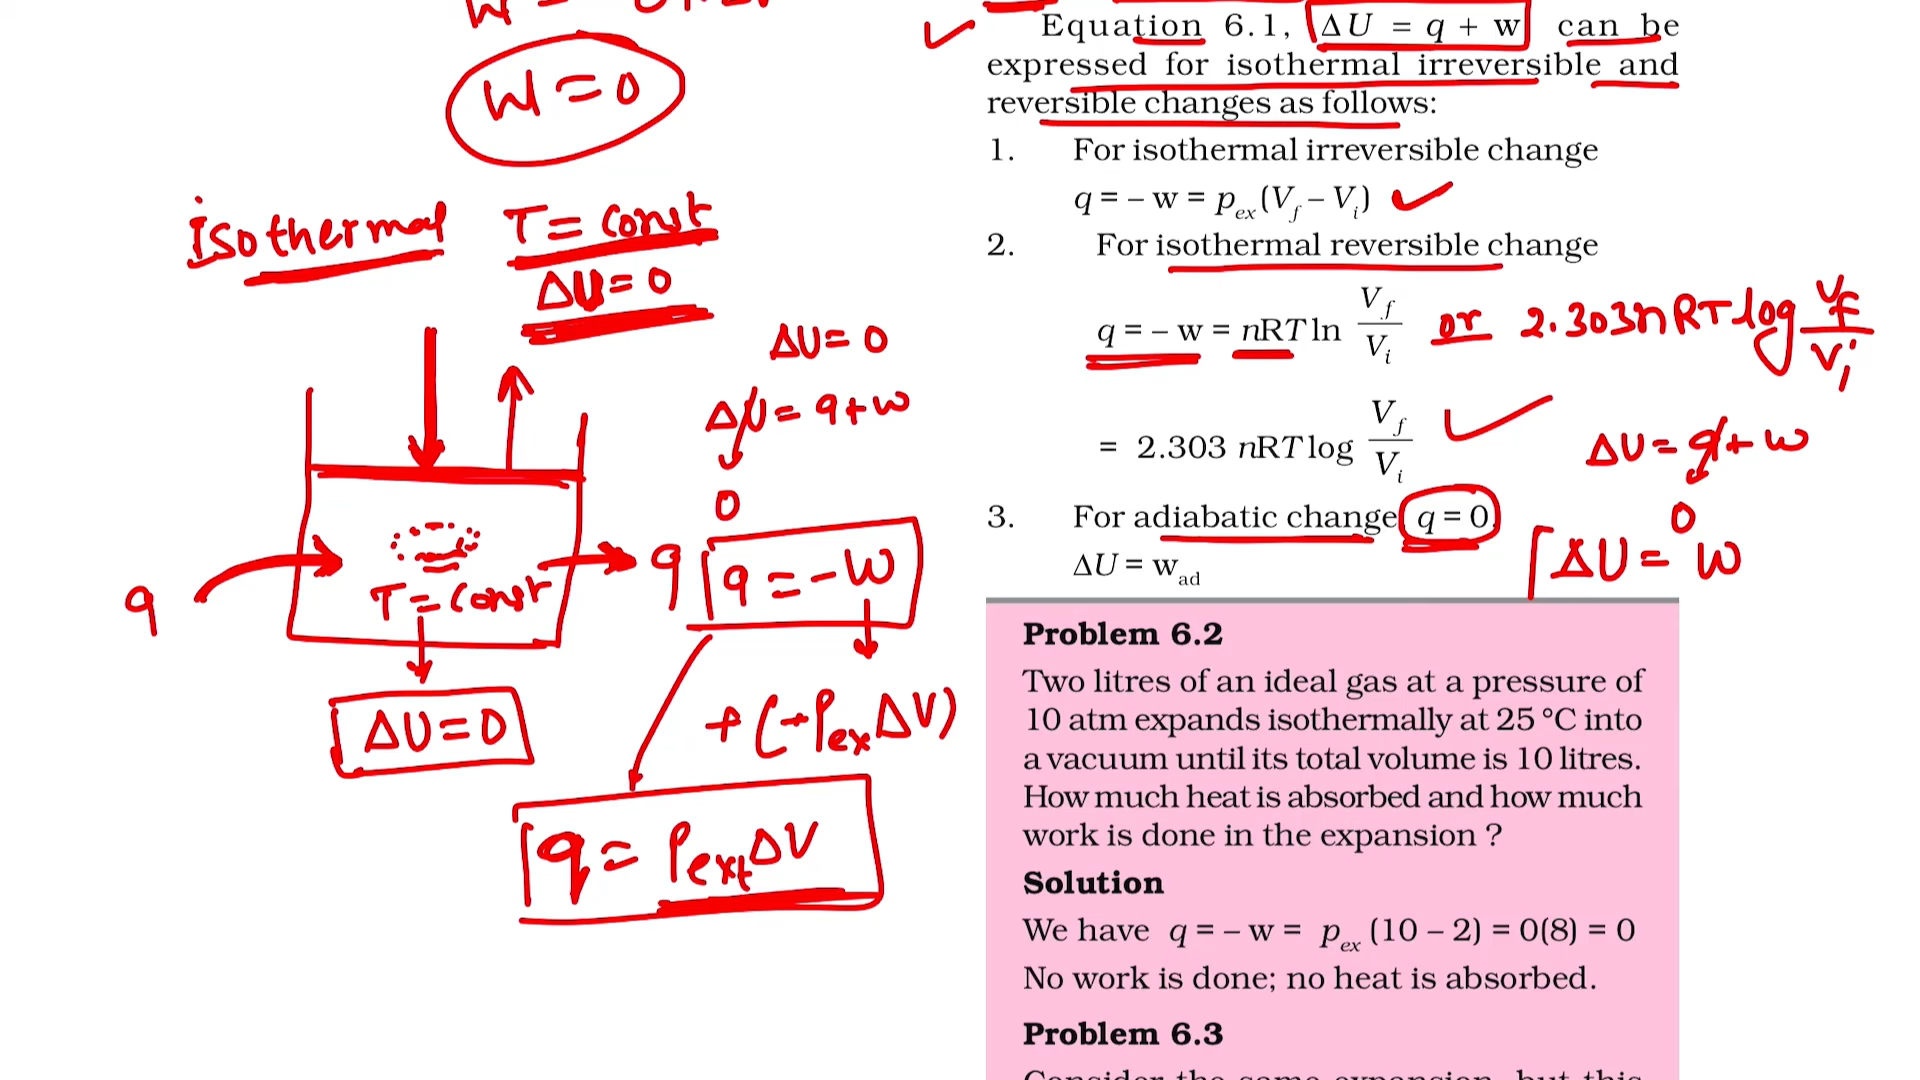 W = 0
isothermal T = const
ΔU = 0
ΔU = 0
ΔU = q + w
0
q
T = const
q
q = - W
ΔU = 0
+ (+Pex ΔV)
q = Pext ΔV
Equation 6.1, ΔU = q + w can be
expressed for isothermal irreversible and
reversible changes as follows:
1. For isothermal irreversible change
q = – w = pex (Vf – Vi)
2. For isothermal reversible change
q = – w = nRT ln Vf/Vi or 2.303nRT log Vf/Vi
= 2.303 nRT log Vf/Vi
ΔU = q + w
0
3. For adiabatic change, q = 0,
ΔU = wad
ΔU = W
Problem 6.2
Two litres of an ideal gas at a pressure of
10 atm expands isothermally at 25 °C into
a vacuum until its total volume is 10 litres.
How much heat is absorbed and how much
work is done in the expansion ?
Solution
We have q = – w = pex (10 – 2) = 0(8) = 0
No work is done; no heat is absorbed.
Problem 6.3